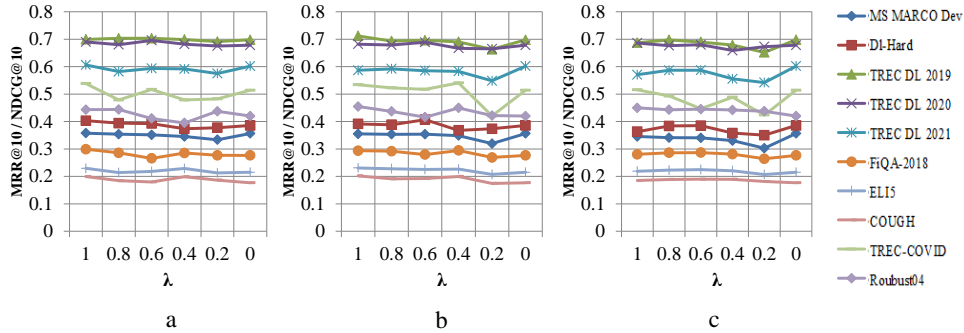 MRR@10 / NDCG@10
0.8
0.7
0.6
0.5
0.4
0.3
0.2
0.1
0
1 0.8 0.6 0.4 0.2 0
λ
a
MRR@10 / NDCG@10
0.8
0.7
0.6
0.5
0.4
0.3
0.2
0.1
0
1 0.8 0.6 0.4 0.2 0
λ
b
MRR@10 / NDCG@10
0.8
0.7
0.6
0.5
0.4
0.3
0.2
0.1
0
1 0.8 0.6 0.4 0.2 0
λ
c
MS MARCO Dev
Dl-Hard
TREC DL 2019
TREC DL 2020
TREC DL 2021
FiQA-2018
ELI5
COUGH
TREC-COVID
Roubust04